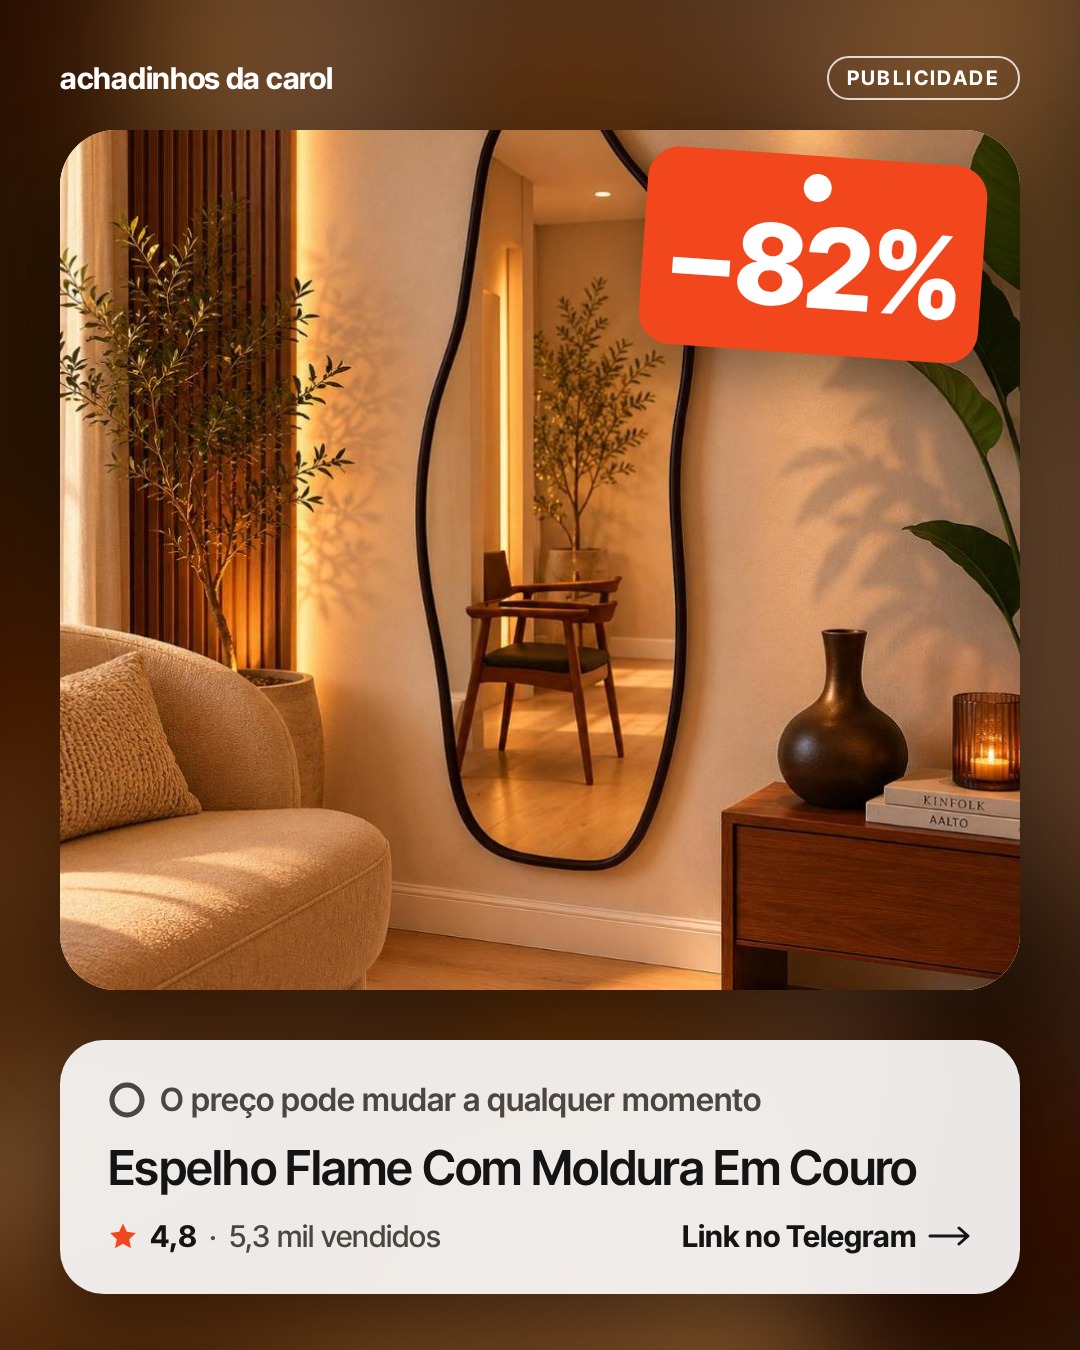 achadinhos da carol
PUBLICIDADE
−82%
KINFOLK
AALTO
O preço pode mudar a qualquer momento
Espelho Flame Com Moldura Em Couro
4,8 · 5,3 mil vendidos
Link no Telegram →